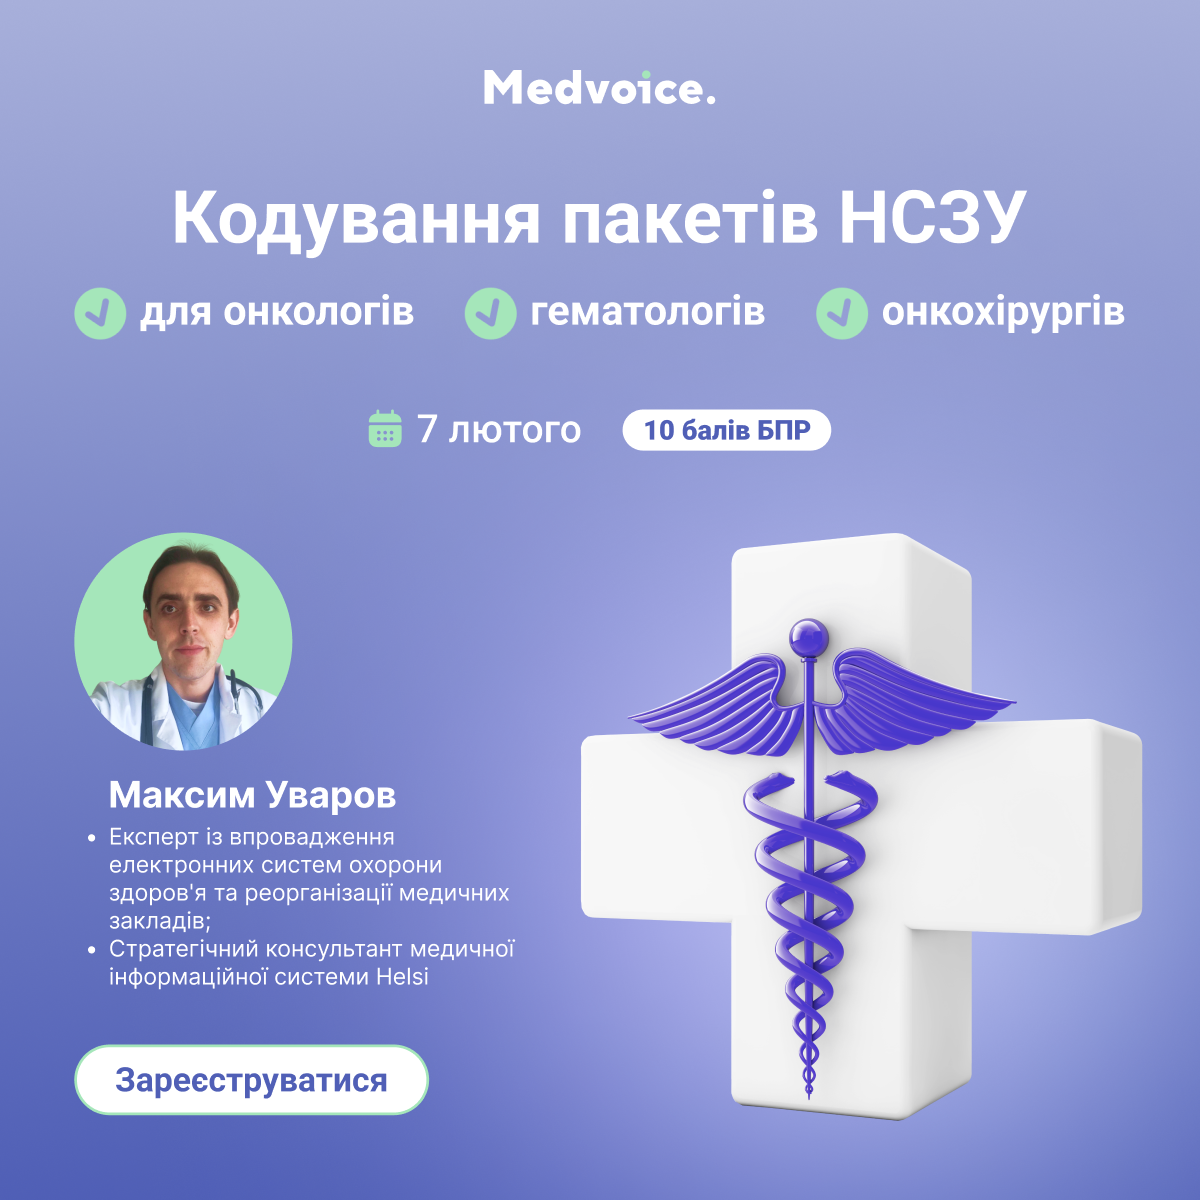 Medvoice.
Кодування пакетів НСЗУ
для онкологів гематологів онкохірургів
7 лютого 10 балів БПР
Максим Уваров
• Експерт із впровадження
електронних систем охорони
здоров'я та реорганізації медичних
закладів;
• Стратегічний консультант медичної
інформаційної системи Helsi
Зареєструватися